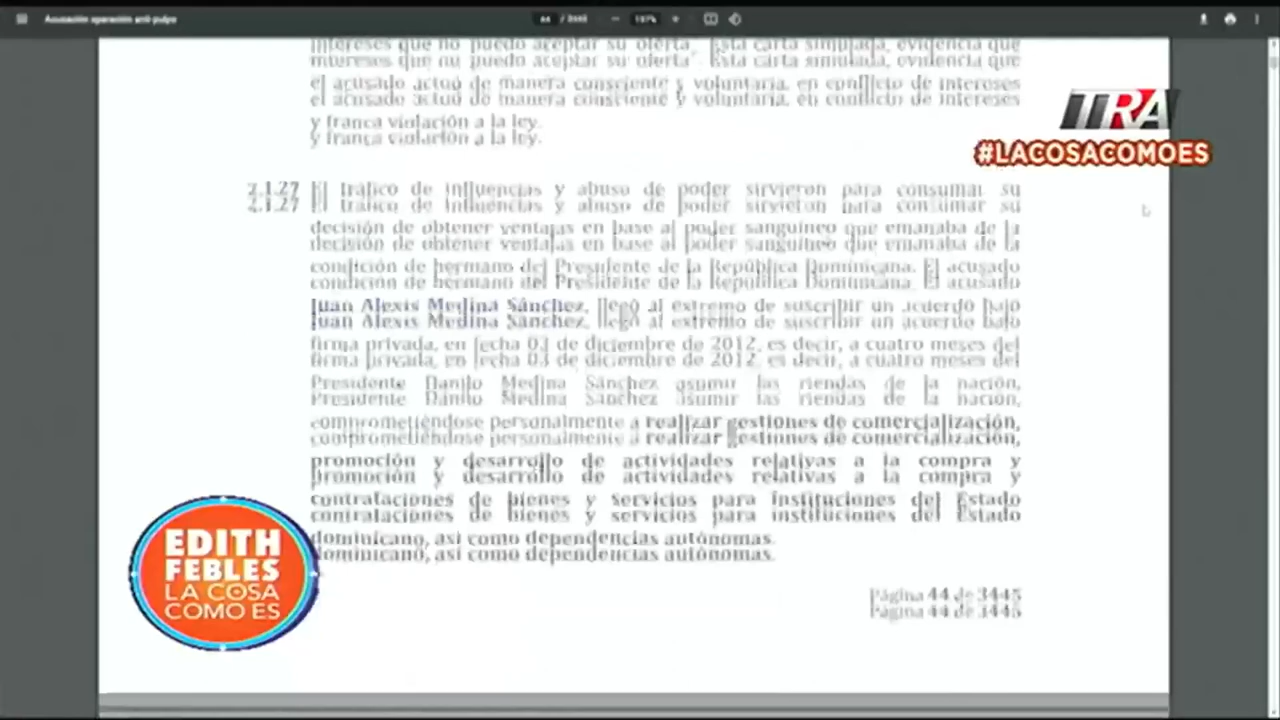 Acusación operación anti pulpo
44 / 3445
intereses que no puedo aceptar su oferta". Esta carta simulada, evidencia que
el acusado actuó de manera consciente y voluntaria, en conflicto de intereses
y franca violación a la ley.
TRA
#LACOSACOMOES
2.1.27 El tráfico de influencias y abuso de poder sirvieron para consumar su
decisión de obtener ventajas en base al poder sanguíneo que emanaba de la
condición de hermano del Presidente de la República Dominicana. El acusado
Juan Alexis Medina Sánchez, llegó al extremo de suscribir un acuerdo bajo
firma privada, en fecha 03 de diciembre de 2012, es decir, a cuatro meses del
Presidente Danilo Medina Sánchez asumir las riendas de la nación,
comprometiéndose personalmente a realizar gestiones de comercialización,
promoción y desarrollo de actividades relativas a la compra y
contrataciones de bienes y servicios para instituciones del Estado
dominicano, así como dependencias autónomas.
Página 44 de 3445
EDITH
FEBLES
LA COSA
COMO ES